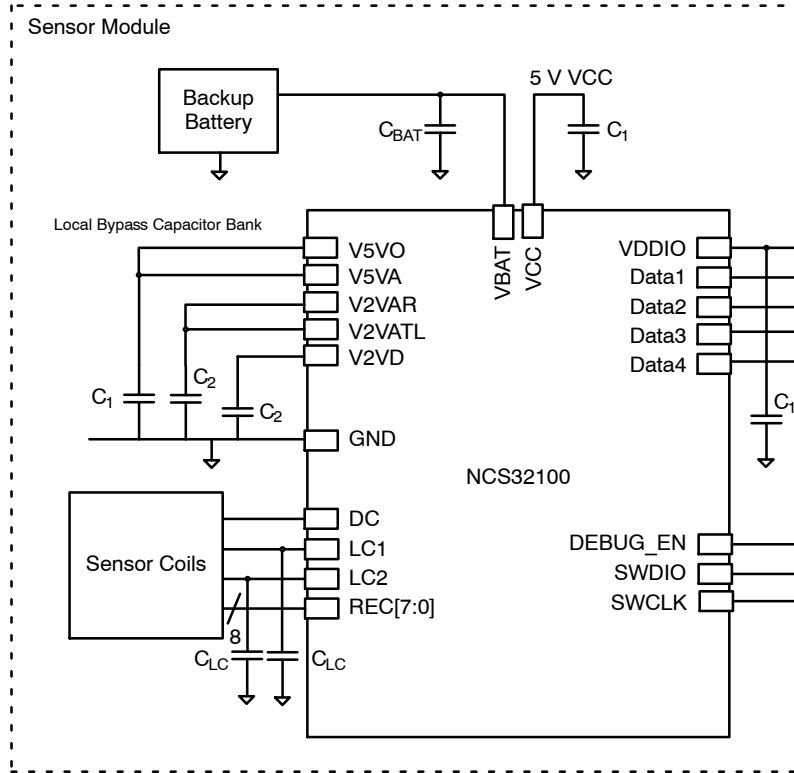 Sensor Module
5 V VCC
Backup
Battery
CBAT
C1
Local Bypass Capacitor Bank
V5VO
V5VA
V2VAR
V2VATL
V2VD
VBAT
VCC
VDDIO
Data1
Data2
Data3
Data4
C1
C2
C2
C1
GND
NCS32100
Sensor Coils
DC
LC1
LC2
REC[7:0]
8
CLC
CLC
DEBUG_EN
SWDIO
SWCLK